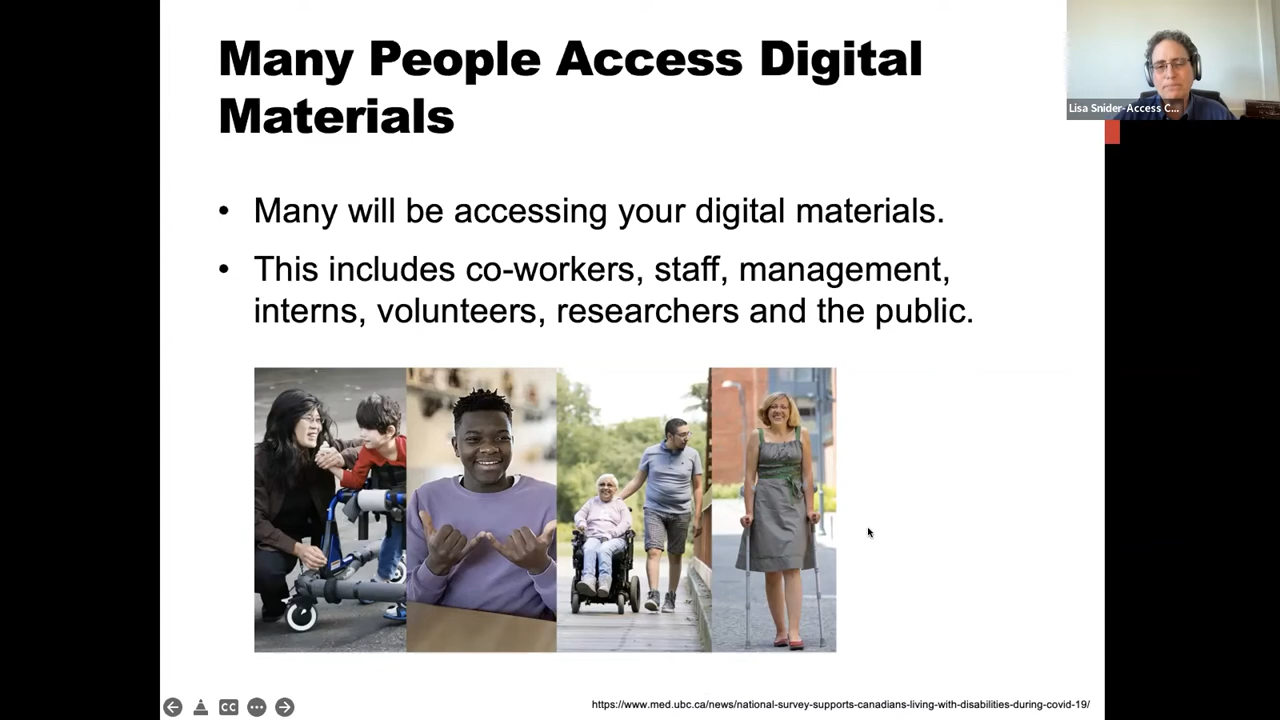 Many People Access Digital
Materials
Lisa Snider-Access C...
• Many will be accessing your digital materials.
• This includes co-workers, staff, management,
interns, volunteers, researchers and the public.
CC
https://www.med.ubc.ca/news/national-survey-supports-canadians-living-with-disabilities-during-covid-19/